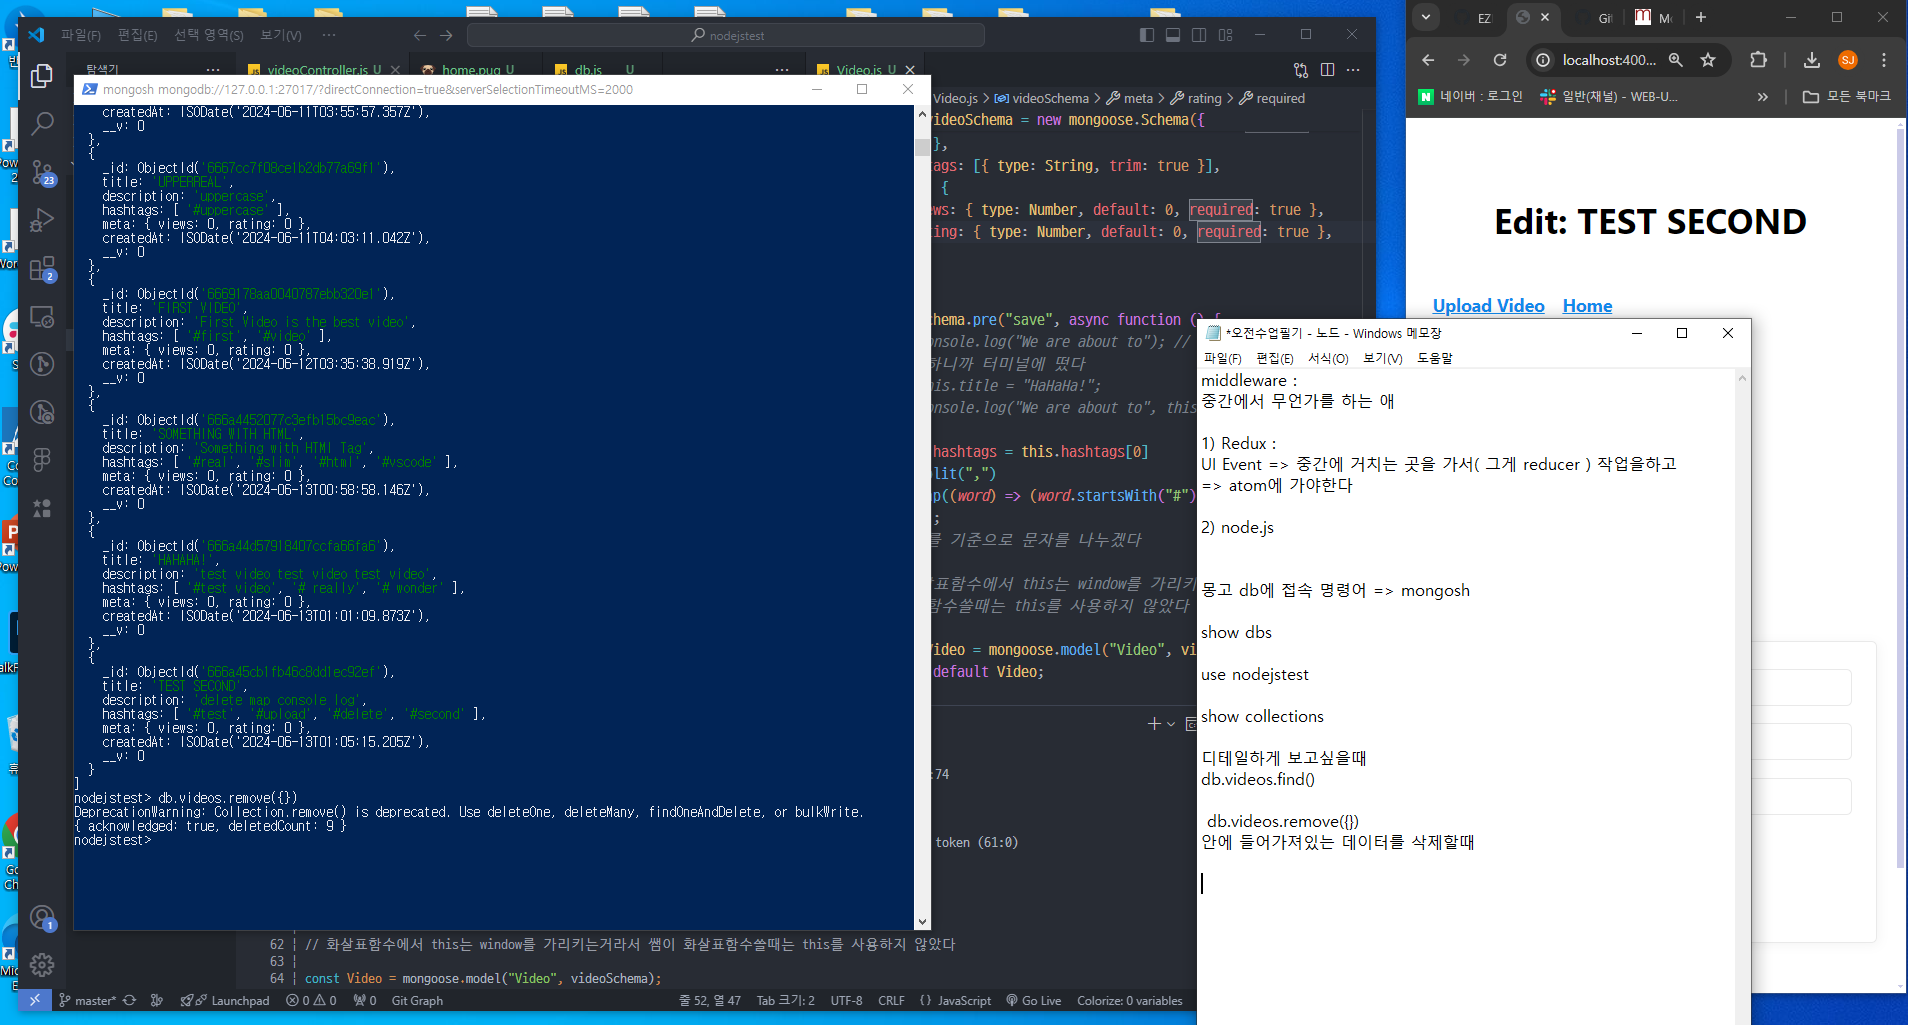 파일(F) 편집(E) 선택 영역(S) 보기(V) ···
nodejstest
탐색기
videoController.js U
home.pug U
db.js U
Video.js U
mongosh mongodb://127.0.0.1:27017/?directConnection=true&serverSelectionTimeoutMS=2000
createdAt: ISODate('2024-06-11T03:55:57.357Z'),
__v: 0
},
{
_id: ObjectId('6667cc7f08ce1b2db77a69f1'),
title: 'UPPERREAL',
description: 'uppercase',
hashtags: [ '#uppercase' ],
meta: { views: 0, rating: 0 },
createdAt: ISODate('2024-06-11T04:03:11.042Z'),
__v: 0
},
{
_id: ObjectId('6669178aa0040787ebb320e1'),
title: 'FIRST VIDEO',
description: 'First Video is the best video',
hashtags: [ '#first', '#video' ],
meta: { views: 0, rating: 0 },
createdAt: ISODate('2024-06-12T03:35:38.919Z'),
__v: 0
},
{
_id: ObjectId('666a4452077c3efb15bc9eac'),
title: 'SOMETHING WITH HTML',
description: 'Something with HTMl Tag',
hashtags: [ '#real', '#slim', '#html', '#vscode' ],
meta: { views: 0, rating: 0 },
createdAt: ISODate('2024-06-13T00:58:58.146Z'),
__v: 0
},
{
_id: ObjectId('666a44d57918407ccfa66fa6'),
title: 'HAHAHA!',
description: 'test video test video test video',
hashtags: [ '#test video', '# really', '# wonder' ],
meta: { views: 0, rating: 0 },
createdAt: ISODate('2024-06-13T01:01:09.873Z'),
__v: 0
},
{
_id: ObjectId('666a45cb1fb46c8dd1ec92ef'),
title: 'TEST SECOND',
description: 'delete map console log',
hashtags: [ '#test', '#upload', '#delete', '#second' ],
meta: { views: 0, rating: 0 },
createdAt: ISODate('2024-06-13T01:05:15.205Z'),
__v: 0
}
]
nodejstest> db.videos.remove({})
DeprecationWarning: Collection.remove() is deprecated. Use deleteOne, deleteMany, findOneAndDelete, or bulkWrite.
{ acknowledged: true, deletedCount: 9 }
nodejstest>
Video.js > videoSchema > meta > rating > required
videoSchema = new mongoose.Schema({
},
tags: [{ type: String, trim: true }],
{
ws: { type: Number, default: 0, required: true },
ting: { type: Number, default: 0, required: true },
hema.pre("save", async function () {
onsole.log("We are about to"); //
하니까 터미널에 떴다
his.title = "HaHaHa!";
onsole.log("We are about to", this
hashtags = this.hashtags[0]
lit(",")
p((word) => (word.startsWith("#")
;
를 기준으로 문자를 나누겠다
살표함수에서 this는 window를 가리키
함수쓸때는 this를 사용하지 않았다
Video = mongoose.model("Video", vi
default Video;
:74
token (61:0)
62 // 화살표함수에서 this는 window를 가리키는거라서 쌤이 화살표함수쓸때는 this를 사용하지 않았다
63
64 const Video = mongoose.model("Video", videoSchema);
master* Launchpad 0 0 0 Git Graph 줄 52, 열 47 Tab 크기: 2 UTF-8 CRLF {} JavaScript Go Live Colorize: 0 variables
23
2
1
EZ
Gi
localhost:400...
SJ
네이버 : 로그인
일반(채널) - WEB-U...
모든 북마크
Edit: TEST SECOND
Upload Video Home
*오전수업필기 - 노드 - Windows 메모장
파일(F) 편집(E) 서식(O) 보기(V) 도움말
middleware :
중간에서 무언가를 하는 애
1) Redux :
UI Event => 중간에 거치는 곳을 가서( 그게 reducer ) 작업을하고
=> atom에 가야한다
2) node.js
몽고 db에 접속 명령어 => mongosh
show dbs
use nodejstest
show collections
디테일하게 보고싶을때
db.videos.find()
db.videos.remove({})
안에 들어가져있는 데이터를 삭제할때